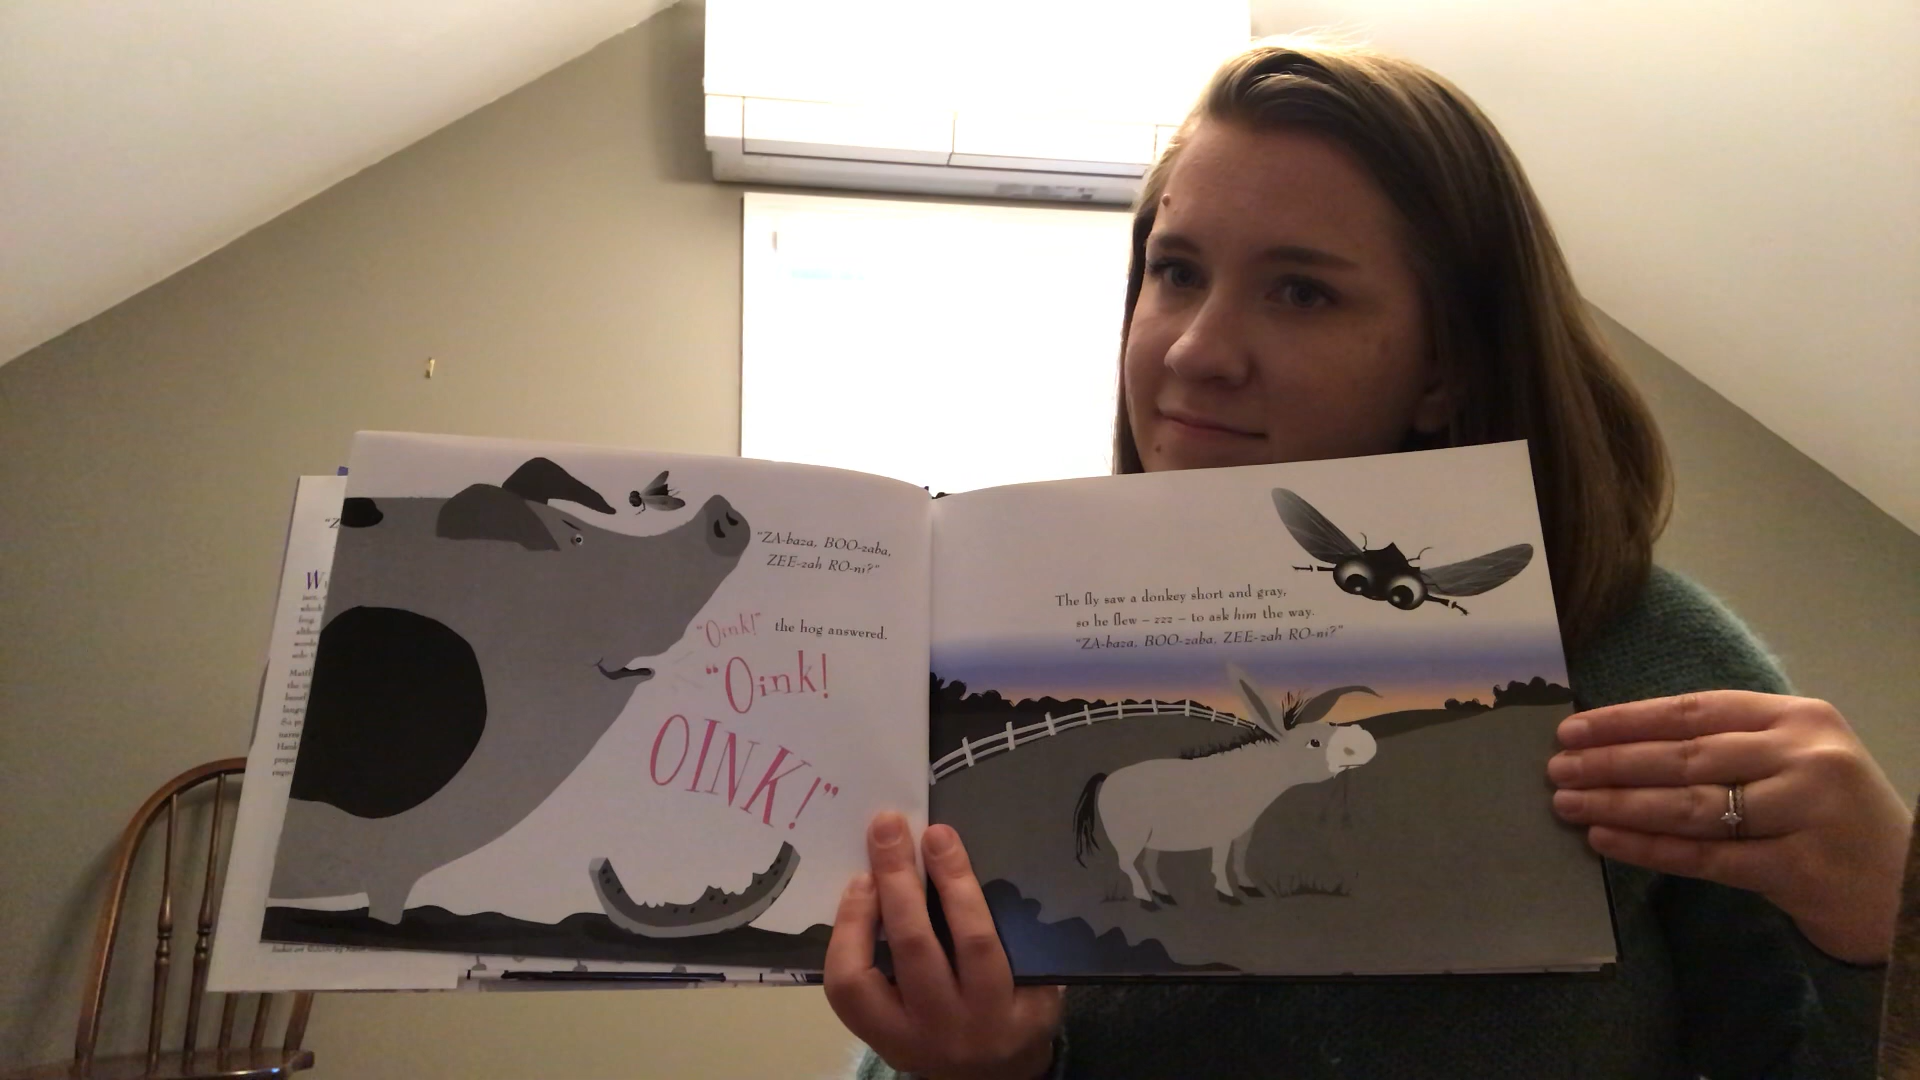 "ZA-baza, BOO-zaba,
ZEE-zah RO-ni?"
"Oink!" the hog answered.
"Oink!
OINK!"
The fly saw a donkey short and gray,
so he flew – zzz – to ask him the way.
"ZA-baza, BOO-zaba, ZEE-zah RO-ni?"